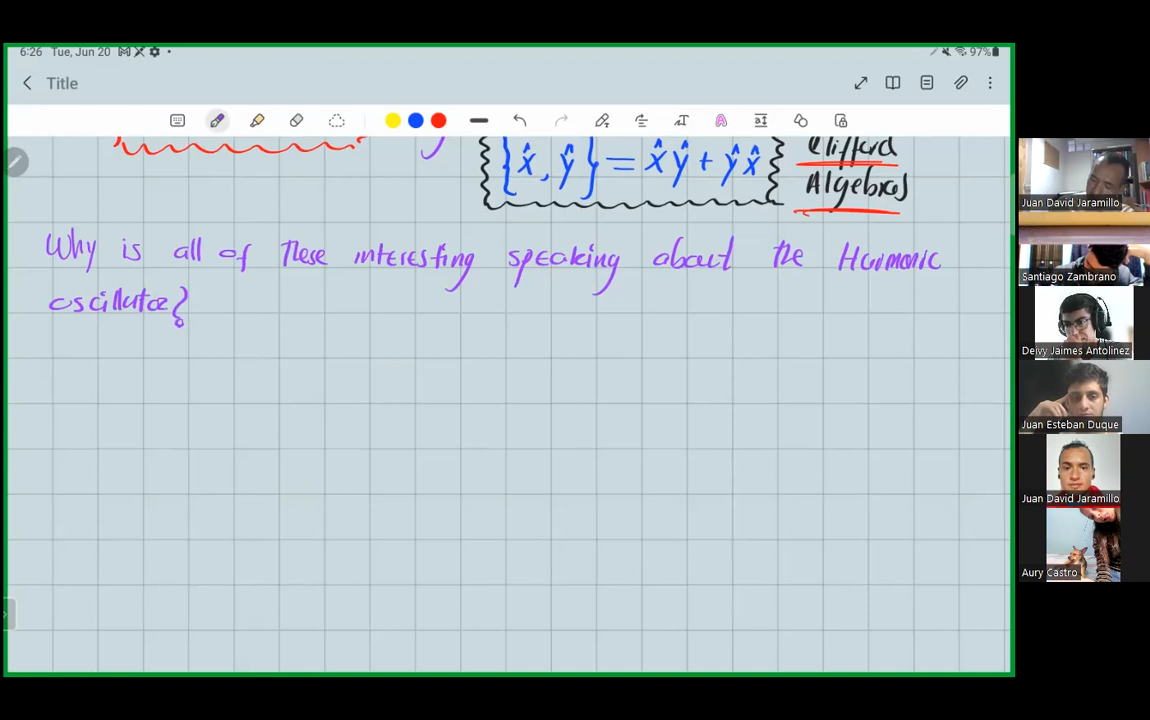 6:26 Tue, Jun 20
97%
Title
{x̂, ŷ} = x̂ŷ + ŷx̂
Clifford
Algebras
Why is all of These interesting speaking about the Harmonic
oscillator?
Juan David Jaramillo
Santiago Zambrano
Deivy Jaimes Antolinez
Juan Esteban Duque
Juan David Jaramillo
Aury Castro